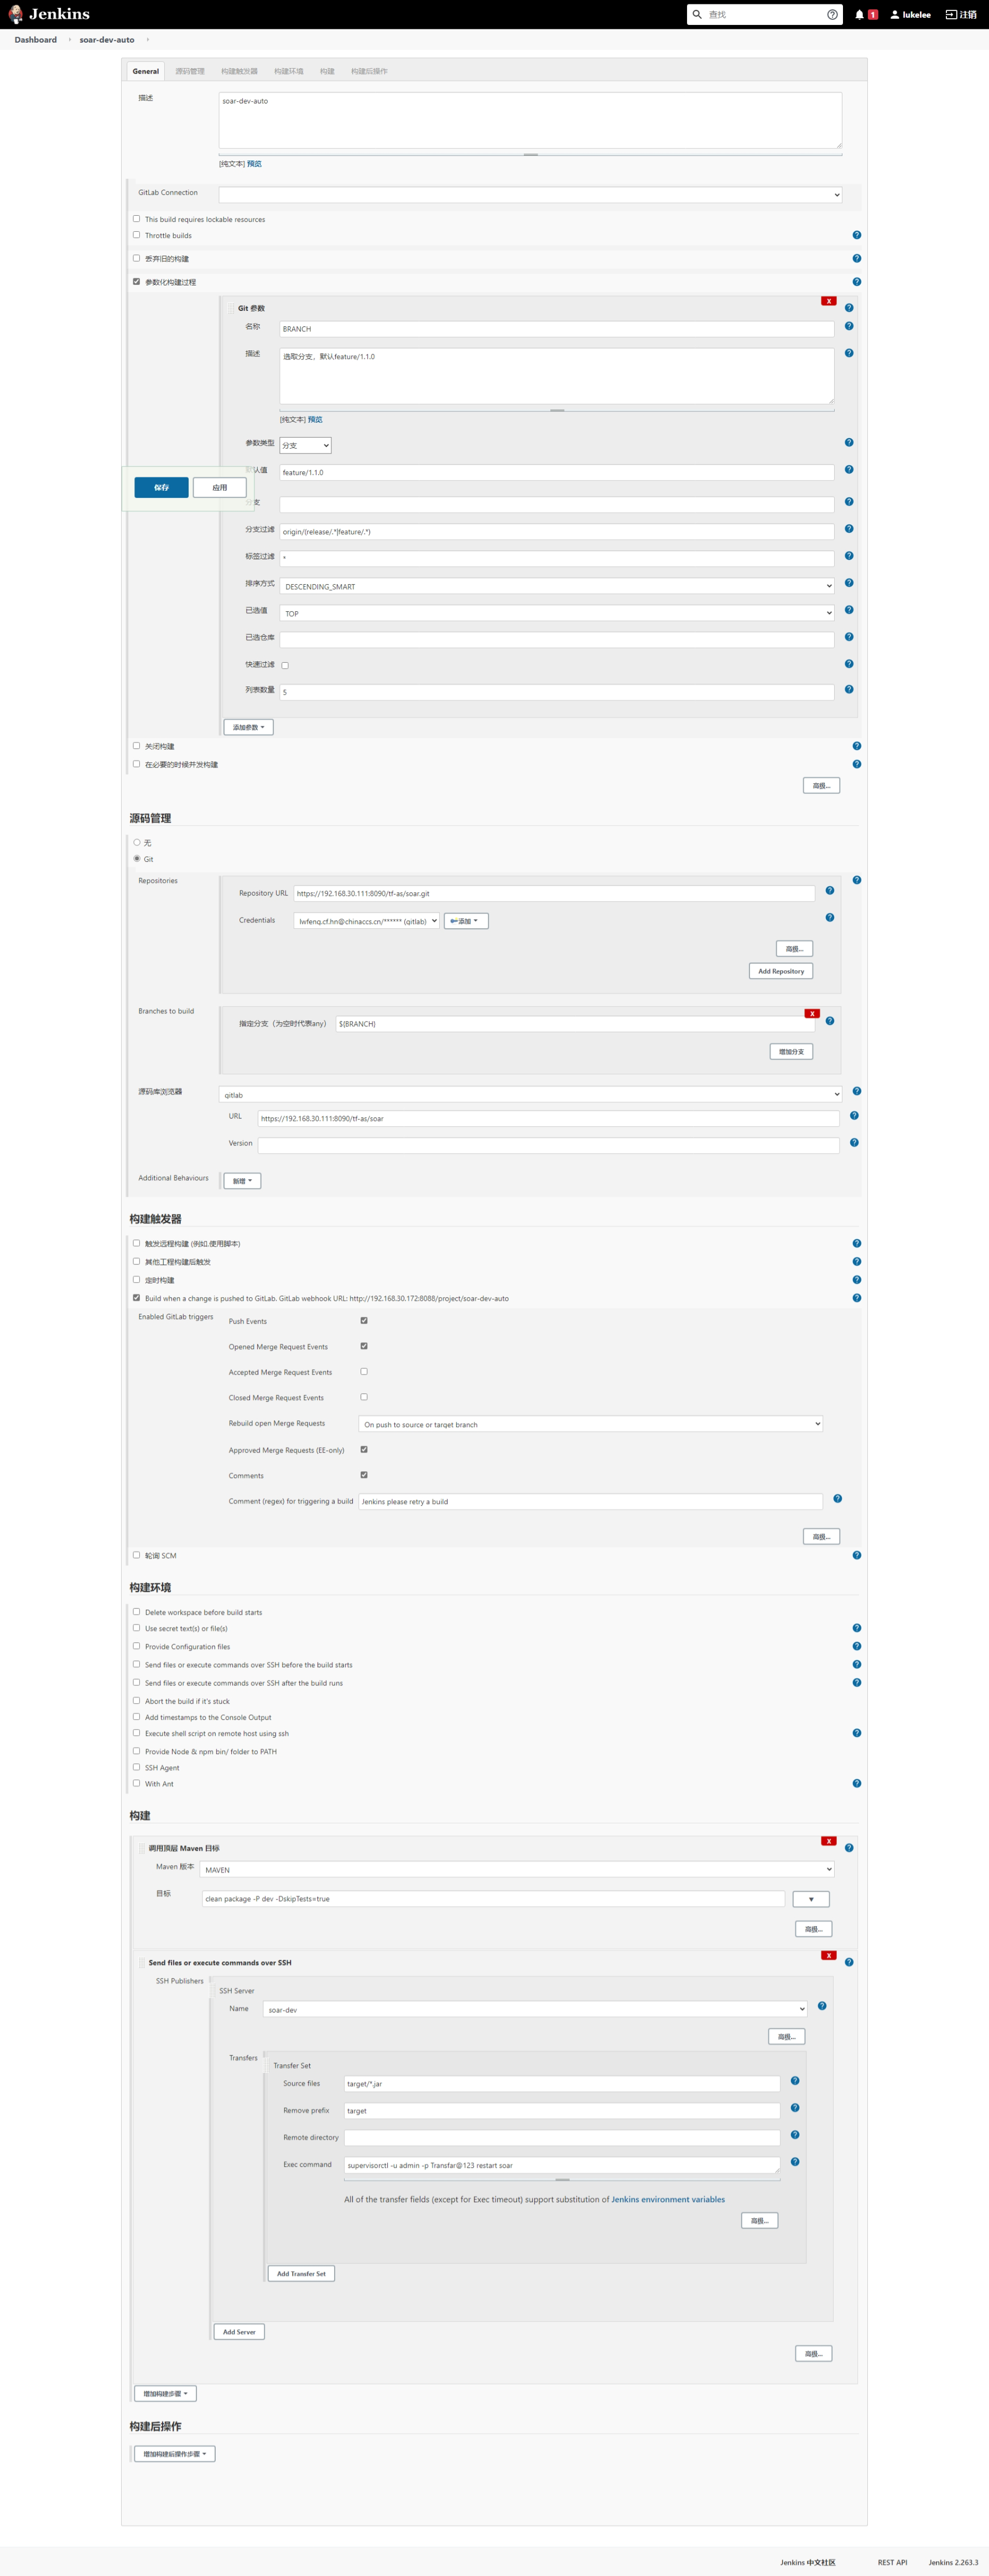 Jenkins
查找
1
lukelee
注销
Dashboard
soar-dev-auto
General 源码管理 构建触发器 构建环境 构建 构建后操作
描述
soar-dev-auto
[纯文本] 预览
GitLab Connection
This build requires lockable resources
Throttle builds
丢弃旧的构建
参数化构建过程
X
Git 参数
名称
BRANCH
描述
选取分支，默认feature/1.1.0
[纯文本] 预览
参数类型
分支
保存
应用
认值
feature/1.1.0
支
分支过滤
origin/(release/.*|feature/.*)
标签过滤
*
排序方式
DESCENDING_SMART
已选值
TOP
已选仓库
快速过滤
列表数量
5
添加参数
关闭构建
在必要的时候并发构建
高级...
源码管理
无
Git
Repositories
Repository URL
https://192.168.30.111:8090/tf-as/soar.git
Credentials
lwfeng.cf.hn@chinaccs.cn/****** (gitlab)
添加
高级...
Add Repository
Branches to build
X
指定分支（为空时代表any）
${BRANCH}
增加分支
源码库浏览器
gitlab
URL
https://192.168.30.111:8090/tf-as/soar
Version
Additional Behaviours
新增
构建触发器
触发远程构建 (例如,使用脚本)
其他工程构建后触发
定时构建
Build when a change is pushed to GitLab. GitLab webhook URL: http://192.168.30.172:8088/project/soar-dev-auto
Enabled GitLab triggers
Push Events
Opened Merge Request Events
Accepted Merge Request Events
Closed Merge Request Events
Rebuild open Merge Requests
On push to source or target branch
Approved Merge Requests (EE-only)
Comments
Comment (regex) for triggering a build
Jenkins please retry a build
高级...
轮询 SCM
构建环境
Delete workspace before build starts
Use secret text(s) or file(s)
Provide Configuration files
Send files or execute commands over SSH before the build starts
Send files or execute commands over SSH after the build runs
Abort the build if it's stuck
Add timestamps to the Console Output
Execute shell script on remote host using ssh
Provide Node & npm bin/ folder to PATH
SSH Agent
With Ant
构建
X
调用顶层 Maven 目标
Maven 版本
MAVEN
目标
clean package -P dev -DskipTests=true
高级...
X
Send files or execute commands over SSH
SSH Publishers
SSH Server
Name
soar-dev
高级...
Transfers
Transfer Set
Source files
target/*.jar
Remove prefix
target
Remote directory
Exec command
supervisorctl -u admin -p Transfar@123 restart soar
All of the transfer fields (except for Exec timeout) support substitution of Jenkins environment variables
高级...
Add Transfer Set
Add Server
高级...
增加构建步骤
构建后操作
增加构建后操作步骤
Jenkins 中文社区
REST API
Jenkins 2.263.3